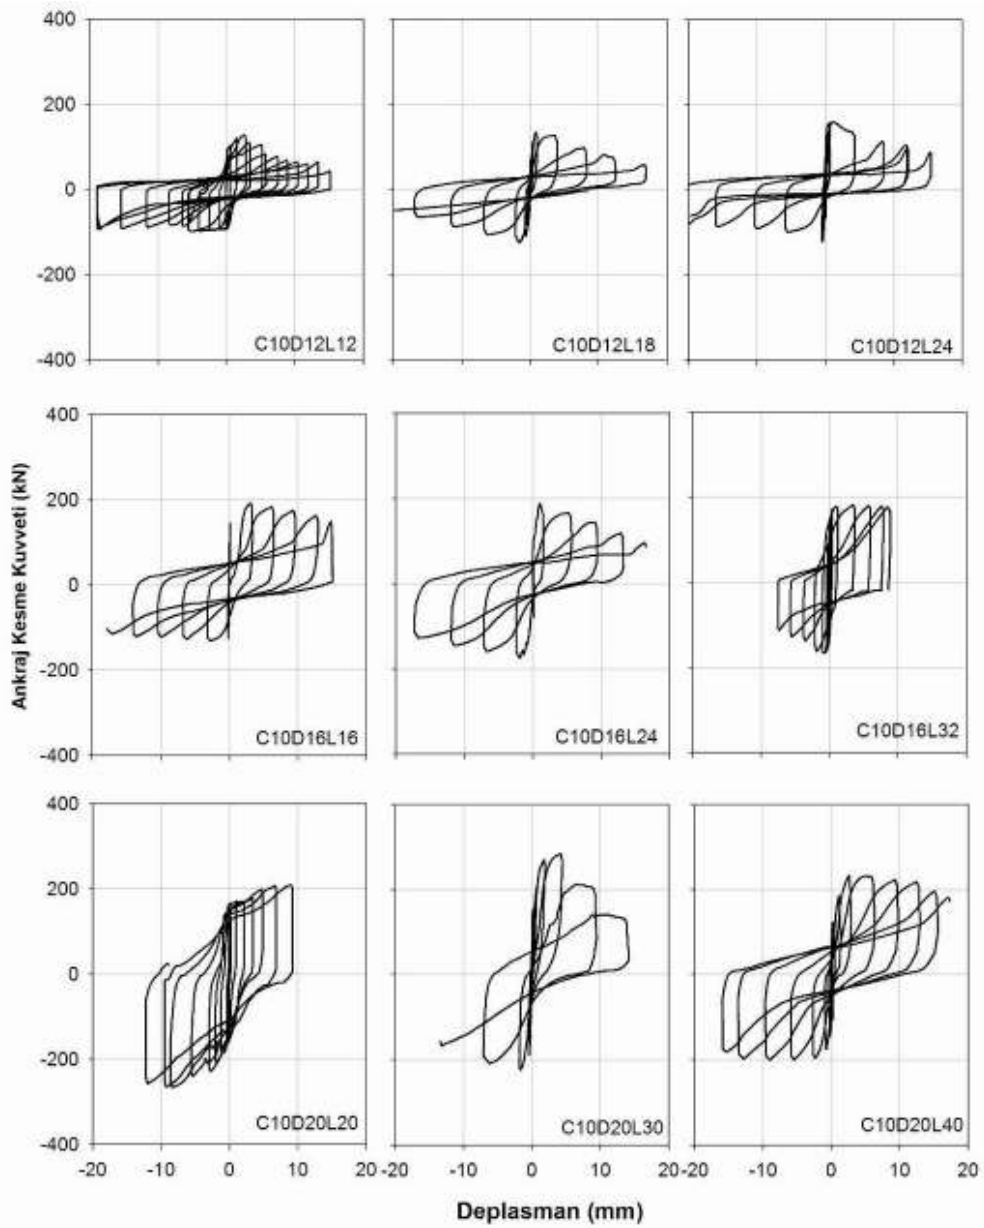 400
200
0
-200
-400
C10D12L12
C10D12L18
C10D12L24
400
200
0
-200
-400
C10D16L16
C10D16L24
C10D16L32
Ankraj Kesme Kuvveti (kN)
400
200
0
-200
-400
C10D20L20
C10D20L30
C10D20L40
-20 -10 0 10 20 -20 -10 0 10 20 -20 -10 0 10 20
Deplasman (mm)